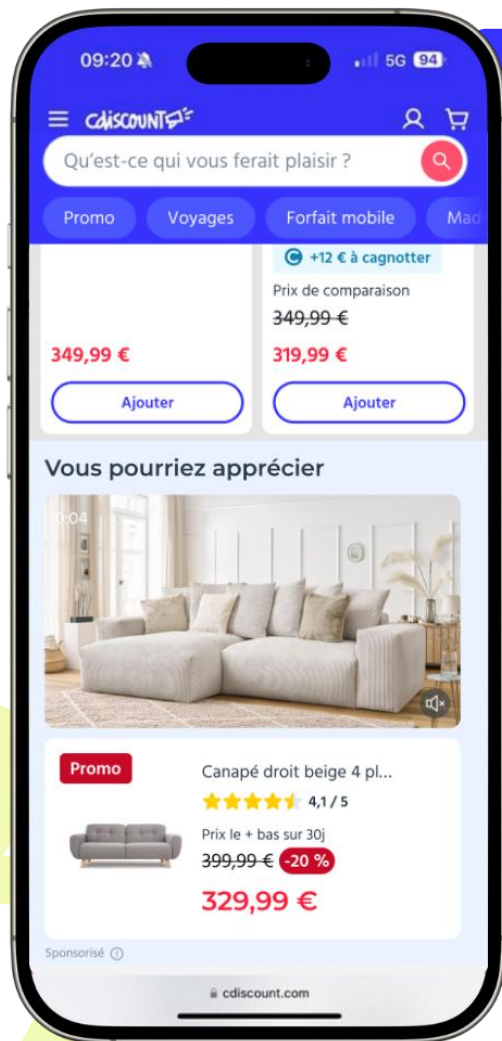 09:20
5G 94
cdiscount
Qu'est-ce qui vous ferait plaisir ?
Promo Voyages Forfait mobile Mad
+12 € à cagnotter
Prix de comparaison
349,99 €
349,99 € 319,99 €
Ajouter Ajouter
Vous pourriez apprécier
0:04
Promo
Canapé droit beige 4 pl...
4,1 / 5
Prix le + bas sur 30j
399,99 € -20 %
329,99 €
Sponsorisé
cdiscount.com